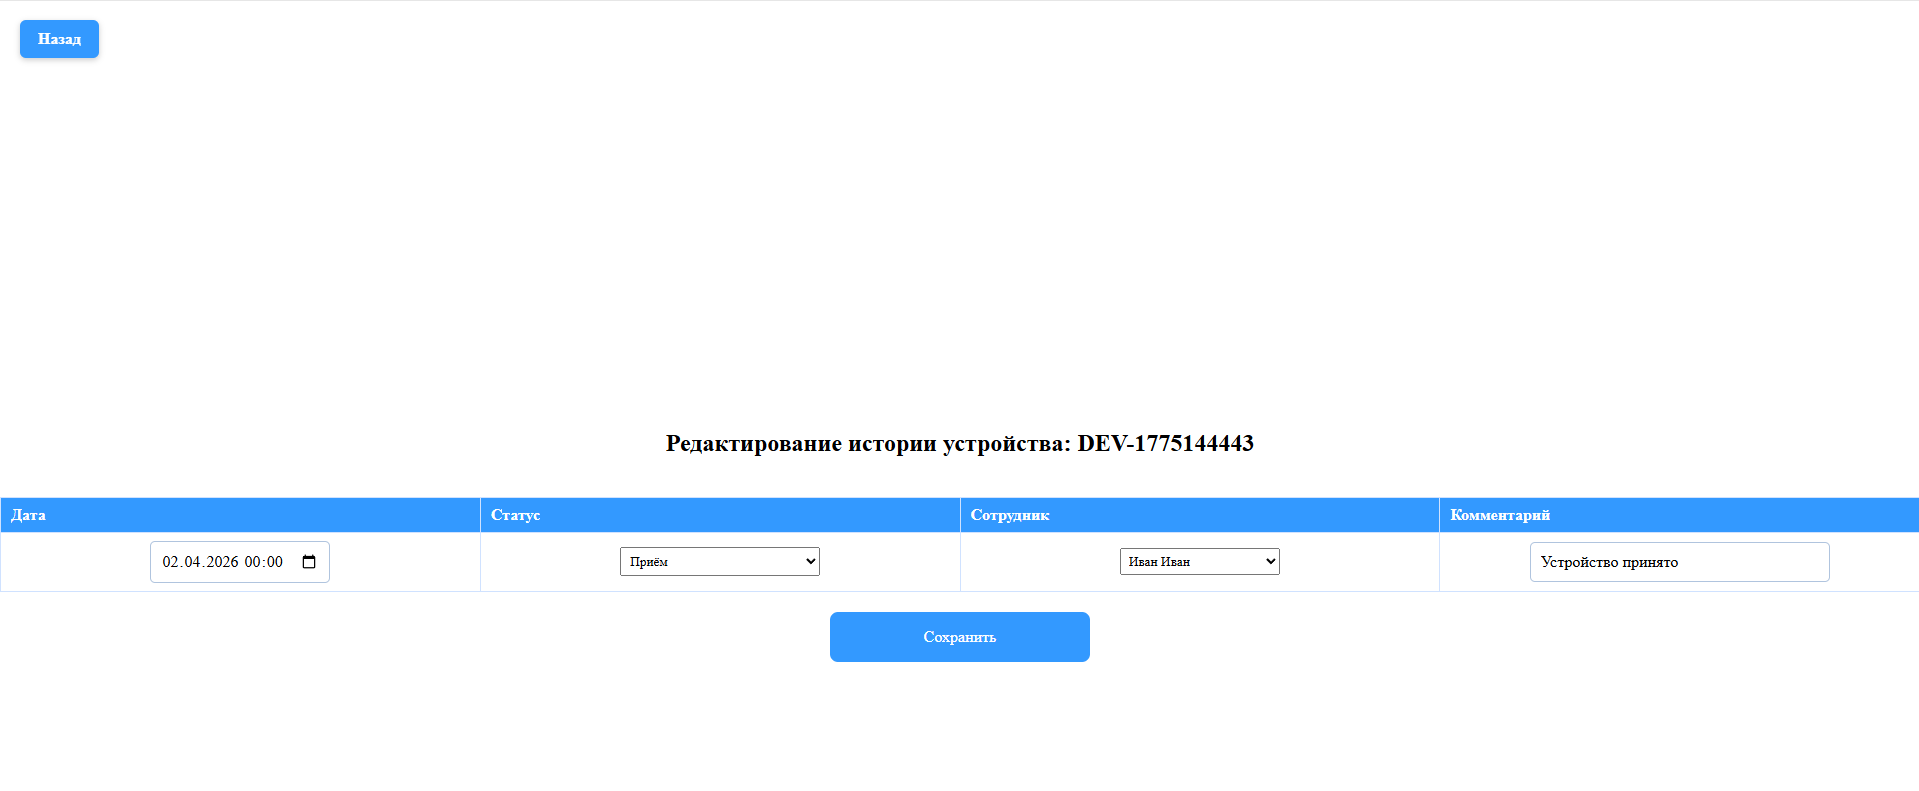 Назад
Редактирование истории устройства: DEV-1775144443
Дата Статус Сотрудник Комментарий
02.04.2026 00:00 Приём Иван Иван Устройство принято
Сохранить